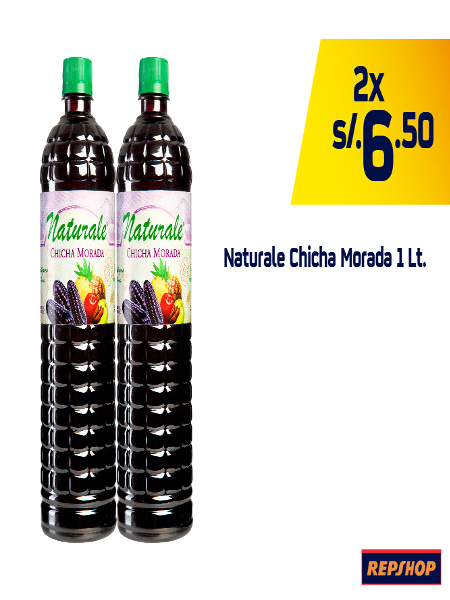 2x
s/.6.50
Naturale Chicha Morada 1 Lt.
Naturale
CHICHA MORADA
Naturale
CHICHA MORADA
REPSHOP